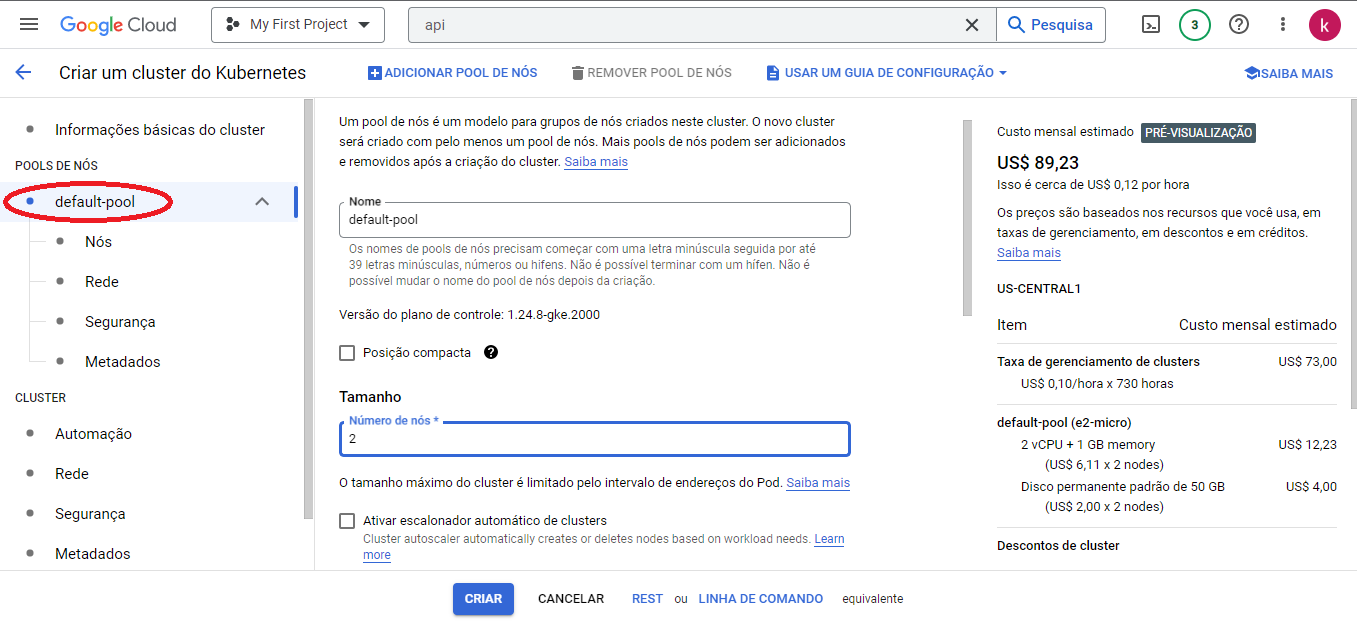 Google Cloud
My First Project
api
Pesquisa
3
k
Criar um cluster do Kubernetes
ADICIONAR POOL DE NÓS
REMOVER POOL DE NÓS
USAR UM GUIA DE CONFIGURAÇÃO
SAIBA MAIS
Informações básicas do cluster
POOLS DE NÓS
default-pool
Nós
Rede
Segurança
Metadados
CLUSTER
Automação
Rede
Segurança
Metadados
Um pool de nós é um modelo para grupos de nós criados neste cluster. O novo cluster
será criado com pelo menos um pool de nós. Mais pools de nós podem ser adicionados
e removidos após a criação do cluster. Saiba mais
Nome
default-pool
Os nomes de pools de nós precisam começar com uma letra minúscula seguida por até
39 letras minúsculas, números ou hifens. Não é possível terminar com um hífen. Não é
possível mudar o nome do pool de nós depois da criação.
Versão do plano de controle: 1.24.8-gke.2000
Posição compacta
Tamanho
Número de nós *
2
O tamanho máximo do cluster é limitado pelo intervalo de endereços do Pod. Saiba mais
Ativar escalonador automático de clusters
Cluster autoscaler automatically creates or deletes nodes based on workload needs. Learn
more
Custo mensal estimado PRÉ-VISUALIZAÇÃO
US$ 89,23
Isso é cerca de US$ 0,12 por hora
Os preços são baseados nos recursos que você usa, em
taxas de gerenciamento, em descontos e em créditos.
Saiba mais
US-CENTRAL1
Item Custo mensal estimado
Taxa de gerenciamento de clusters US$ 73,00
US$ 0,10/hora x 730 horas
default-pool (e2-micro)
2 vCPU + 1 GB memory US$ 12,23
(US$ 6,11 x 2 nodes)
Disco permanente padrão de 50 GB US$ 4,00
(US$ 2,00 x 2 nodes)
Descontos de cluster
CRIAR
CANCELAR
REST ou LINHA DE COMANDO equivalente